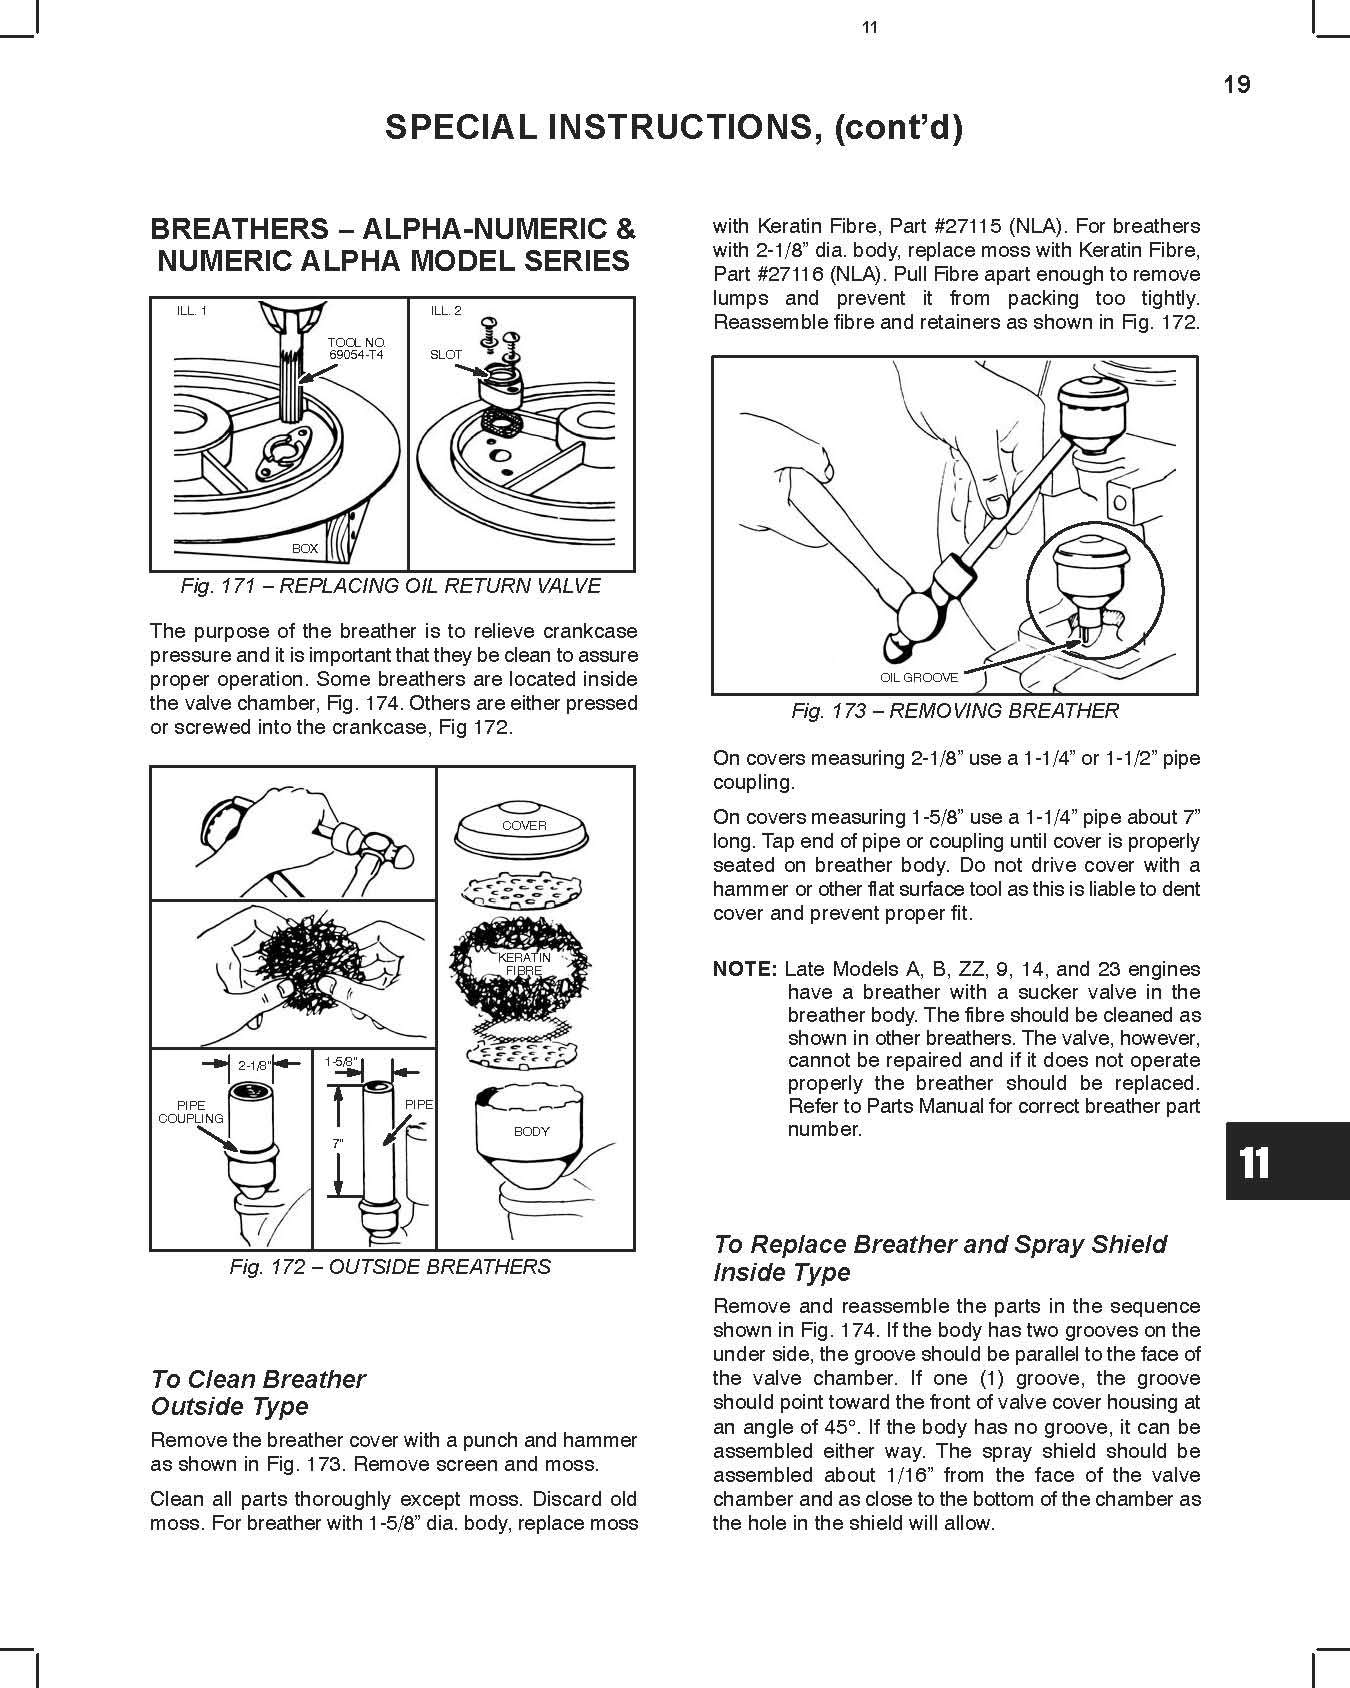 11
19
SPECIAL INSTRUCTIONS, (cont’d)
BREATHERS – ALPHA-NUMERIC &
NUMERIC ALPHA MODEL SERIES
ILL. 1
TOOL NO.
69054-T4
BOX
ILL. 2
SLOT
Fig. 171 – REPLACING OIL RETURN VALVE
The purpose of the breather is to relieve crankcase
pressure and it is important that they be clean to assure
proper operation. Some breathers are located inside
the valve chamber, Fig. 174. Others are either pressed
or screwed into the crankcase, Fig 172.
COVER
KERATIN
FIBRE
2-1/8”
1-5/8”
PIPE
COUPLING
PIPE
7”
BODY
Fig. 172 – OUTSIDE BREATHERS
To Clean Breather
Outside Type
Remove the breather cover with a punch and hammer
as shown in Fig. 173. Remove screen and moss.
Clean all parts thoroughly except moss. Discard old
moss. For breather with 1-5/8” dia. body, replace moss
with Keratin Fibre, Part #27115 (NLA). For breathers
with 2-1/8” dia. body, replace moss with Keratin Fibre,
Part #27116 (NLA). Pull Fibre apart enough to remove
lumps and prevent it from packing too tightly.
Reassemble fibre and retainers as shown in Fig. 172.
OIL GROOVE
Fig. 173 – REMOVING BREATHER
On covers measuring 2-1/8” use a 1-1/4” or 1-1/2” pipe
coupling.
On covers measuring 1-5/8” use a 1-1/4” pipe about 7”
long. Tap end of pipe or coupling until cover is properly
seated on breather body. Do not drive cover with a
hammer or other flat surface tool as this is liable to dent
cover and prevent proper fit.
NOTE: Late Models A, B, ZZ, 9, 14, and 23 engines
have a breather with a sucker valve in the
breather body. The fibre should be cleaned as
shown in other breathers. The valve, however,
cannot be repaired and if it does not operate
properly the breather should be replaced.
Refer to Parts Manual for correct breather part
number.
11
To Replace Breather and Spray Shield
Inside Type
Remove and reassemble the parts in the sequence
shown in Fig. 174. If the body has two grooves on the
under side, the groove should be parallel to the face of
the valve chamber. If one (1) groove, the groove
should point toward the front of valve cover housing at
an angle of 45°. If the body has no groove, it can be
assembled either way. The spray shield should be
assembled about 1/16” from the face of the valve
chamber and as close to the bottom of the chamber as
the hole in the shield will allow.